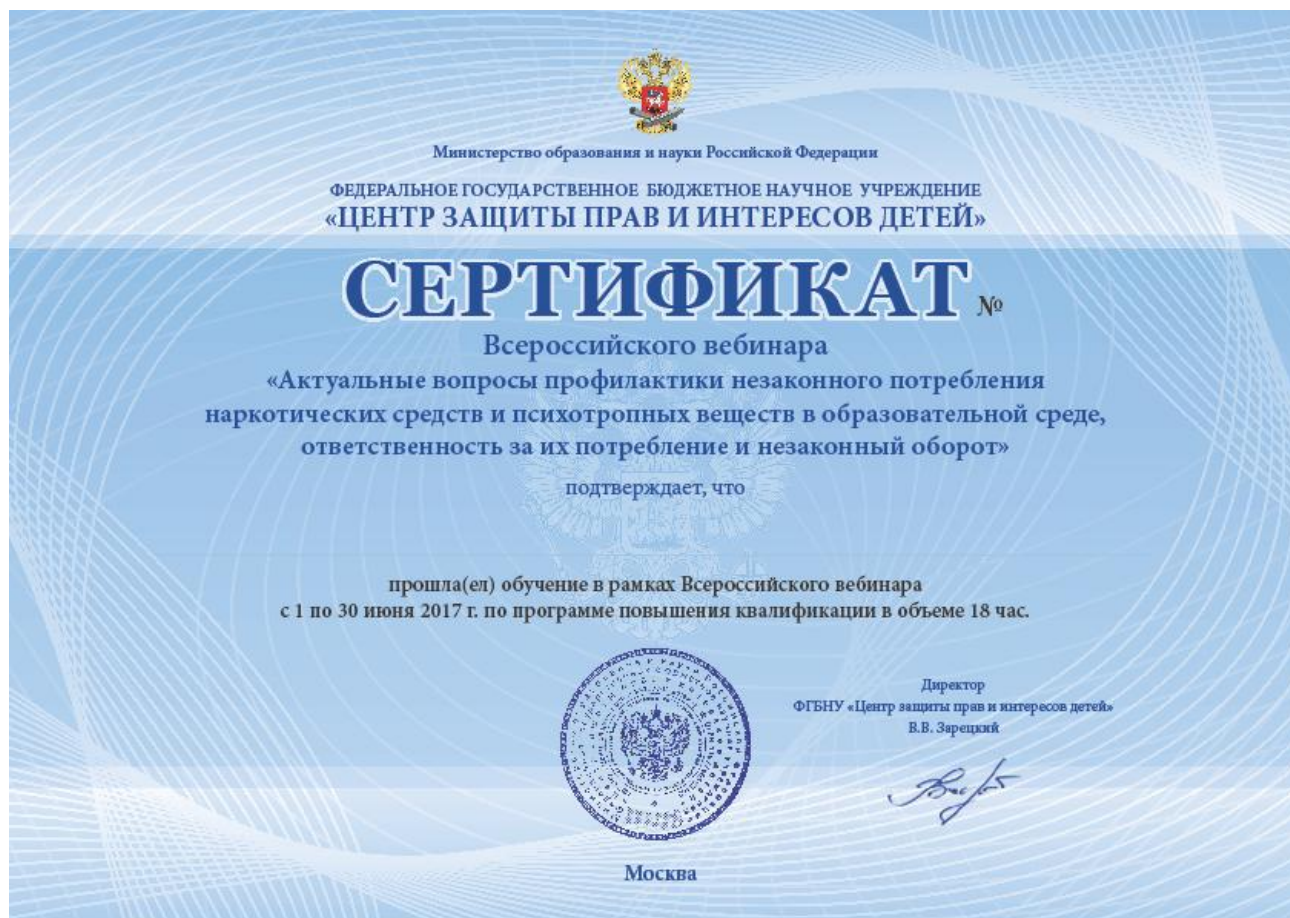 Министерство образования и науки Российской Федерации
ФЕДЕРАЛЬНОЕ ГОСУДАРСТВЕННОЕ БЮДЖЕТНОЕ НАУЧНОЕ УЧРЕЖДЕНИЕ
«ЦЕНТР ЗАЩИТЫ ПРАВ И ИНТЕРЕСОВ ДЕТЕЙ»
СЕРТИФИКАТ №
Всероссийского вебинара
«Актуальные вопросы профилактики незаконного потребления
наркотических средств и психотропных веществ в образовательной среде,
ответственность за их потребление и незаконный оборот»
подтверждает, что
прошла(ел) обучение в рамках Всероссийского вебинара
с 1 по 30 июня 2017 г. по программе повышения квалификации в объеме 18 час.
Директор
ФГБНУ «Центр защиты прав и интересов детей»
В.В. Зарецкий
Москва